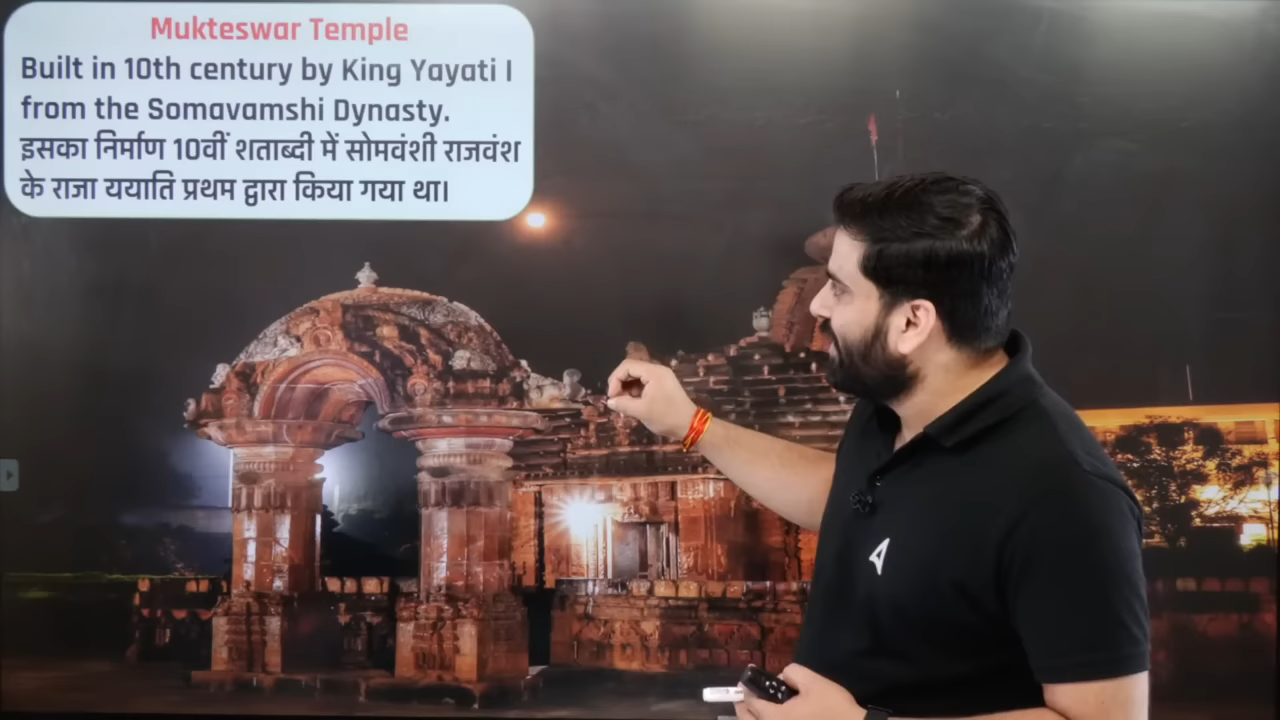 Mukteswar Temple
Built in 10th century by King Yayati I
from the Somavamshi Dynasty.
इसका निर्माण 10वीं शताब्दी में सोमवंशी राजवंश
के राजा ययाति प्रथम द्वारा किया गया था।